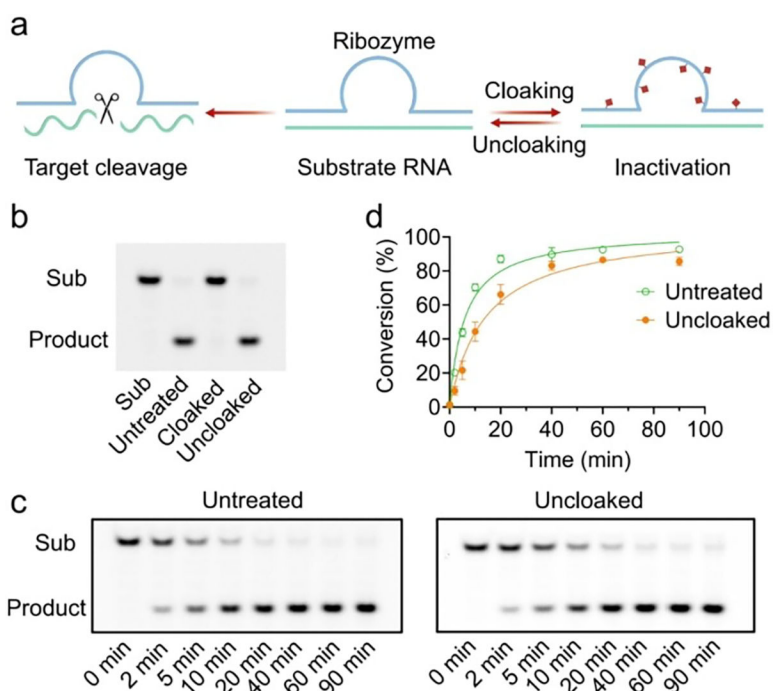 a
Ribozyme
Cloaking
Uncloaking
Target cleavage
Substrate RNA
Inactivation
b
Sub
Product
Sub
Untreated
Cloaked
Uncloaked
d
Conversion (%)
100
80
60
40
20
0
0 20 40 60 80 100
Time (min)
Untreated
Uncloaked
c
Untreated
Uncloaked
Sub
Product
0 min 2 min 5 min 10 min 20 min 40 min 60 min 90 min
0 min 2 min 5 min 10 min 20 min 40 min 60 min 90 min